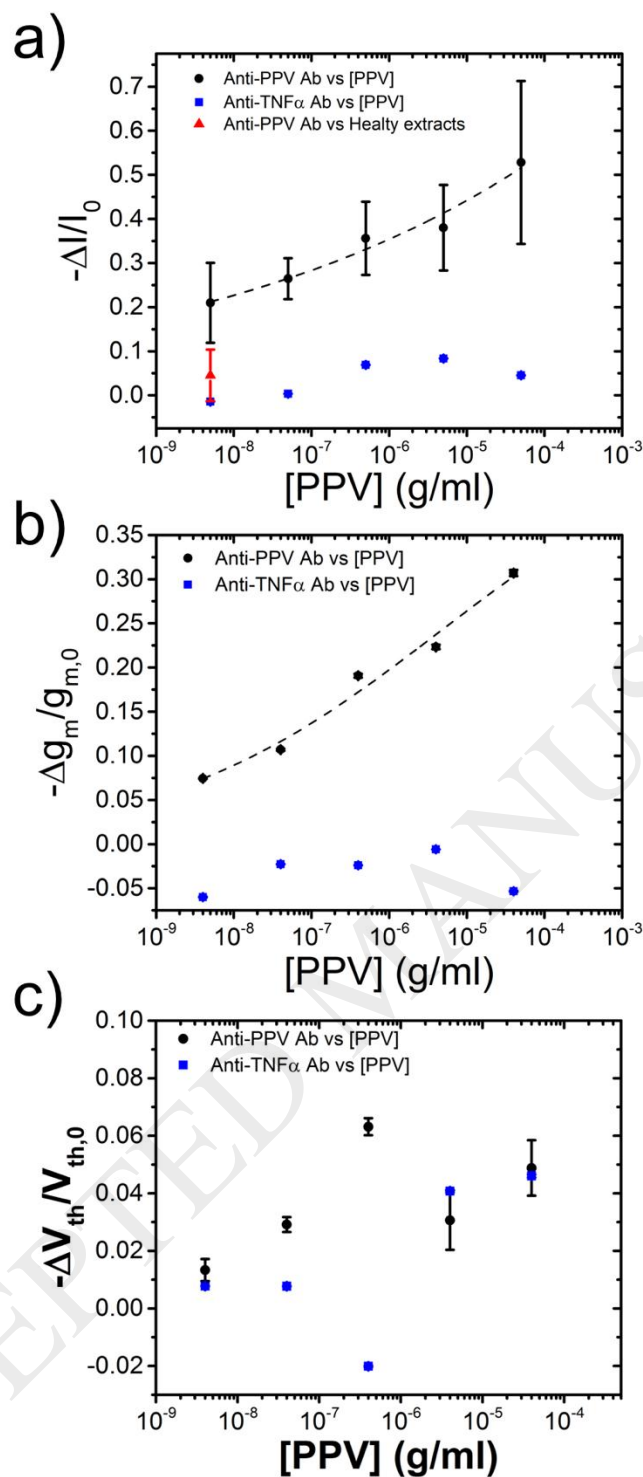 a)
Anti-PPV Ab vs [PPV]
Anti-TNFα Ab vs [PPV]
Anti-PPV Ab vs Healty extracts
0.7
0.6
0.5
0.4
0.3
0.2
0.1
0.0
-ΔI/I₀
10⁻⁹ 10⁻⁸ 10⁻⁷ 10⁻⁶ 10⁻⁵ 10⁻⁴ 10⁻³
[PPV] (g/ml)
b)
Anti-PPV Ab vs [PPV]
Anti-TNFα Ab vs [PPV]
0.35
0.30
0.25
0.20
0.15
0.10
0.05
0.00
-0.05
-Δgₘ/gₘ,₀
10⁻⁹ 10⁻⁸ 10⁻⁷ 10⁻⁶ 10⁻⁵ 10⁻⁴ 10⁻³
[PPV] (g/ml)
c)
Anti-PPV Ab vs [PPV]
Anti-TNFα Ab vs [PPV]
0.10
0.08
0.06
0.04
0.02
0.00
-0.02
-ΔVth/Vth,0
10⁻⁹ 10⁻⁸ 10⁻⁷ 10⁻⁶ 10⁻⁵ 10⁻⁴
[PPV] (g/ml)
EPTED MANUS